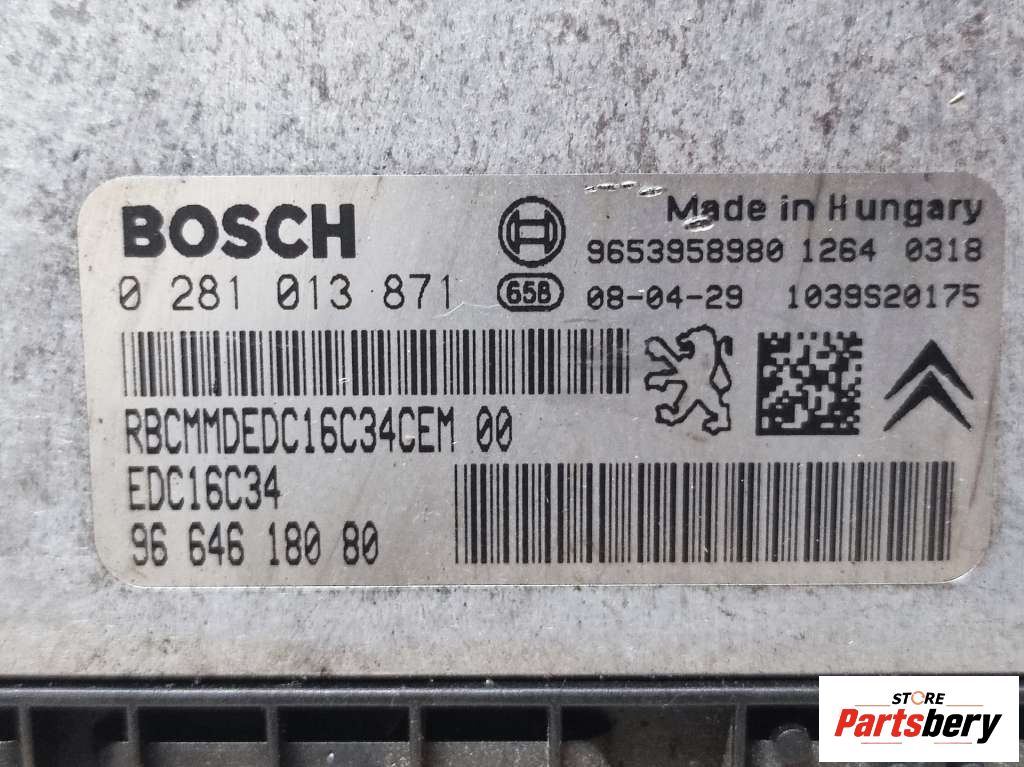 BOSCH
Made in Hungary
9653958980 1264 0318
0 281 013 871
65B
08-04-29 1039S20175
RBCMMDEDC16C34CEM 00
EDC16C34
96 646 180 80
STORE
Partsbery